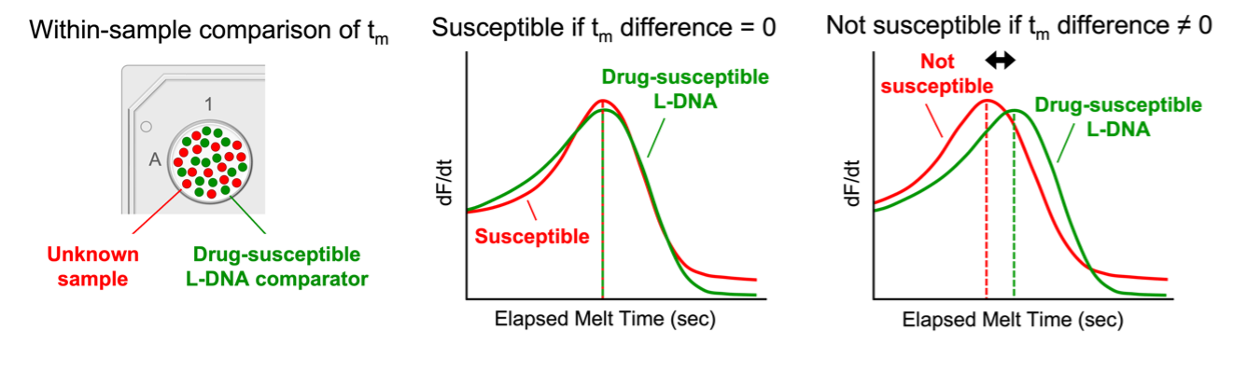 Within-sample comparison of tm
1
A
Unknown
sample
Drug-susceptible
L-DNA comparator
Susceptible if tm difference = 0
Drug-susceptible
L-DNA
Susceptible
dF/dt
Elapsed Melt Time (sec)
Not susceptible if tm difference ≠ 0
Not
susceptible
Drug-susceptible
L-DNA
dF/dt
Elapsed Melt Time (sec)